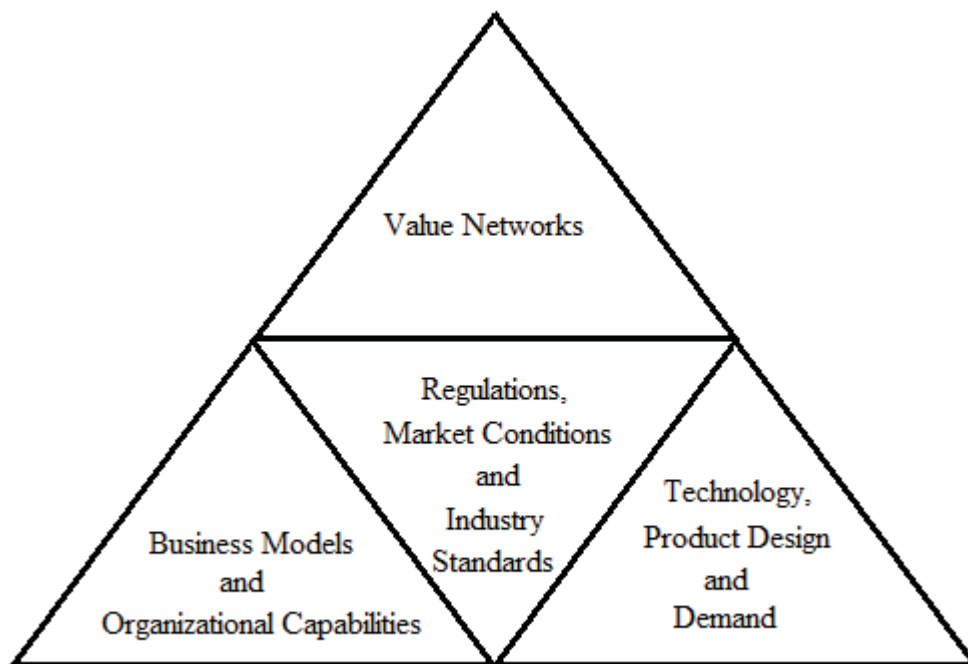 Value Networks
Regulations,
Market Conditions
and
Industry
Standards
Business Models
and
Organizational Capabilities
Technology,
Product Design
and
Demand